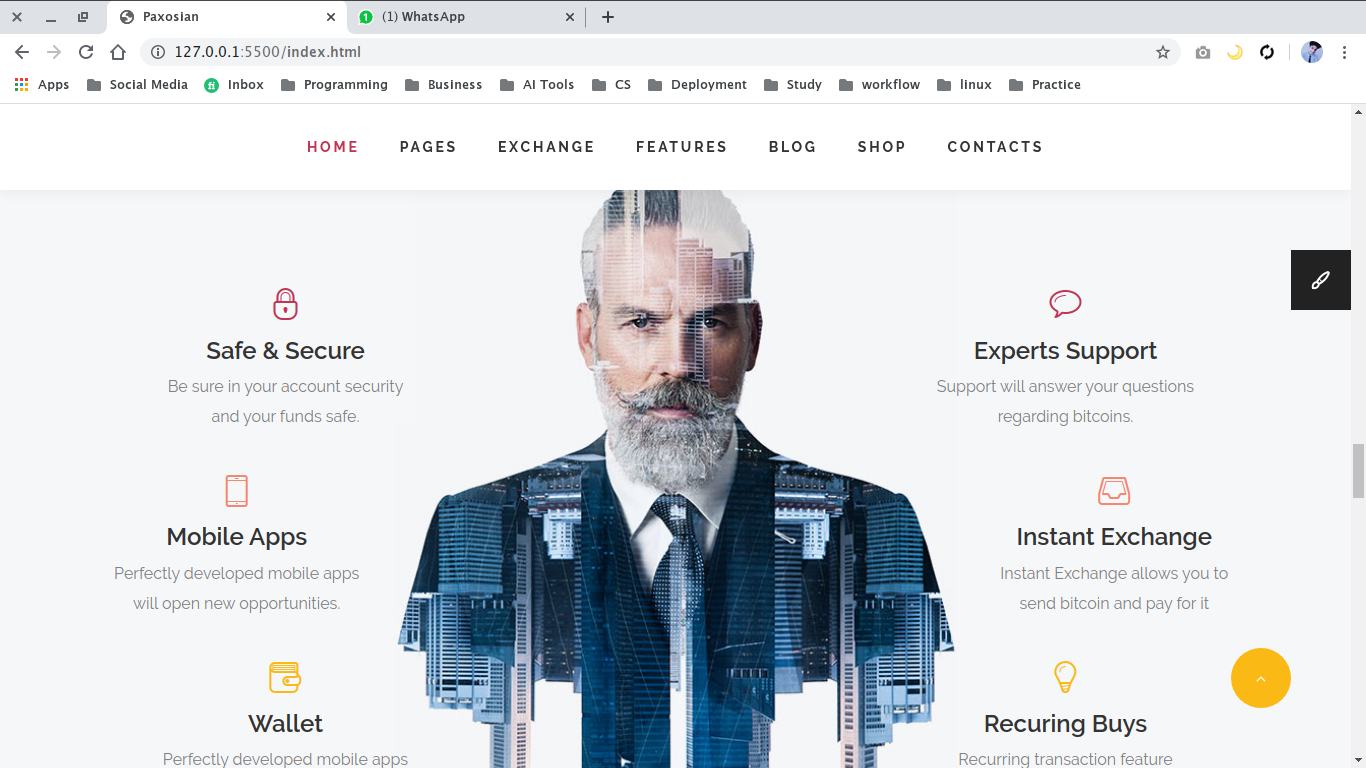 Paxosian
(1) WhatsApp
127.0.0.1:5500/index.html
Apps Social Media Inbox Programming Business AI Tools CS Deployment Study workflow linux Practice
HOME PAGES EXCHANGE FEATURES BLOG SHOP CONTACTS
Safe & Secure
Be sure in your account security
and your funds safe.
Mobile Apps
Perfectly developed mobile apps
will open new opportunities.
Wallet
Perfectly developed mobile apps
Experts Support
Support will answer your questions
regarding bitcoins.
Instant Exchange
Instant Exchange allows you to
send bitcoin and pay for it
Recuring Buys
Recurring transaction feature